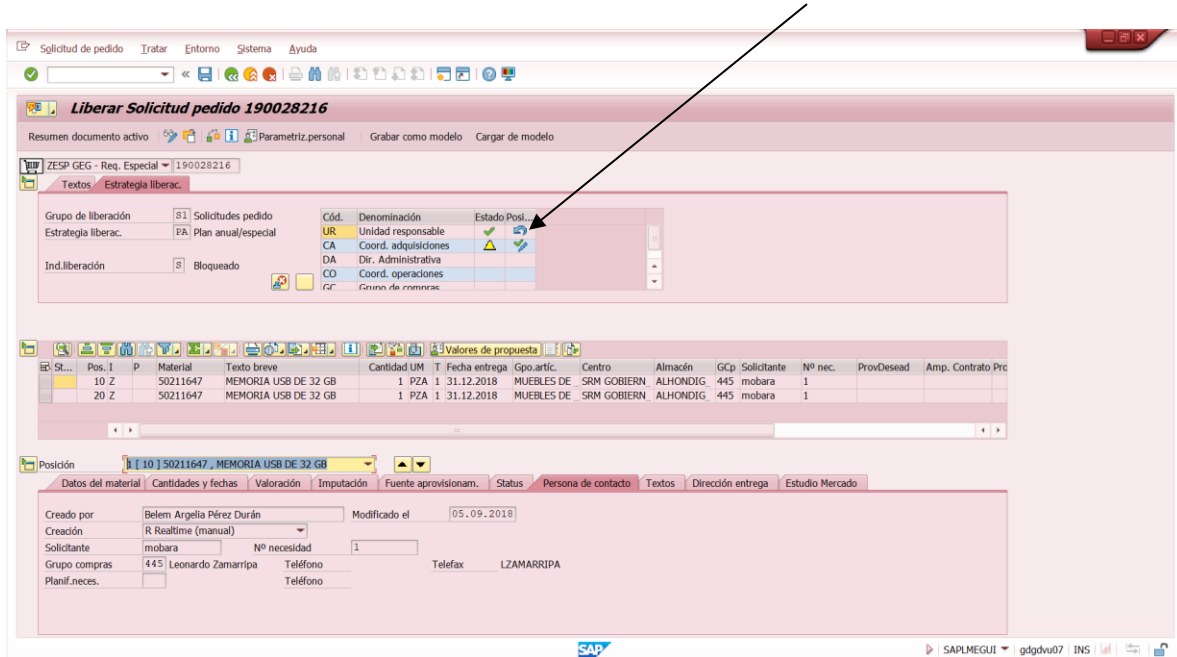 Solicitud de pedido Tratar Entorno Sistema Ayuda
Liberar Solicitud pedido 190028216
Resumen documento activo Parametriz.personal Grabar como modelo Cargar de modelo
ZESP GEG - Req. Especial 190028216
Textos Estrategia liberac.
Grupo de liberación S1 Solicitudes pedido
Estrategia liberac. PA Plan anual/especial
Ind.liberación S Bloqueado
Cód. Denominación Estado Posi...
UR Unidad responsable
CA Coord. adquisiciones
DA Dir. Administrativa
CO Coord. operaciones
GC Grupo de compras
Valores de propuesta
St... Pos. I P Material Texto breve Cantidad UM T Fecha entrega Gpo.artíc. Centro Almacén GCp Solicitante Nº nec. ProvDesead Amp. Contrato Pro
10 Z 50211647 MEMORIA USB DE 32 GB 1 PZA 1 31.12.2018 MUEBLES DE _ SRM GOBIERN_ ALHONDIG_ 445 mobara 1
20 Z 50211647 MEMORIA USB DE 32 GB 1 PZA 1 31.12.2018 MUEBLES DE _ SRM GOBIERN_ ALHONDIG_ 445 mobara 1
Posición 1 [ 10 ] 50211647 , MEMORIA USB DE 32 GB
Datos del material Cantidades y fechas Valoración Imputación Fuente aprovisionam. Status Persona de contacto Textos Dirección entrega Estudio Mercado
Creado por Belem Argelia Pérez Durán Modificado el 05.09.2018
Creación R Realtime (manual)
Solicitante mobara Nº necesidad 1
Grupo compras 445 Leonardo Zamarripa Teléfono Telefax LZAMARRIPA
Planif.neces. Teléfono
SAP SAPLMEGUI gdgdvu07 INS